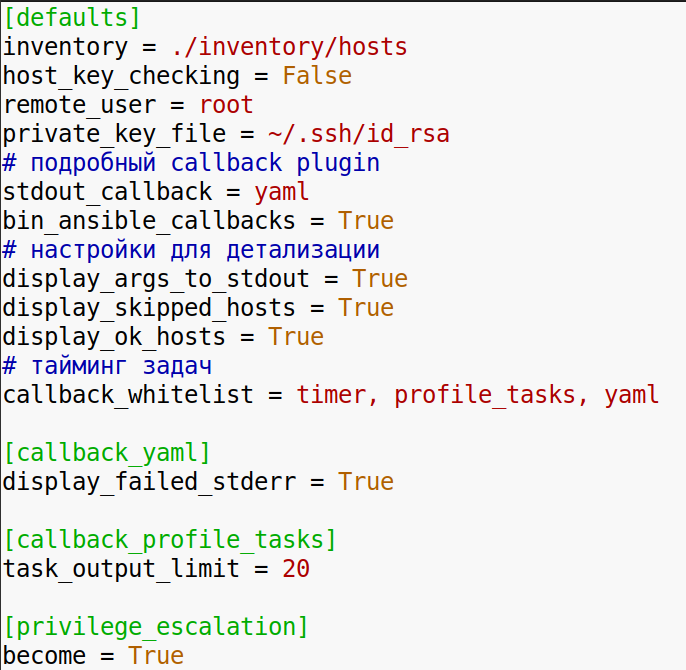 [defaults]
inventory = ./inventory/hosts
host_key_checking = False
remote_user = root
private_key_file = ~/.ssh/id_rsa
# подробный callback plugin
stdout_callback = yaml
bin_ansible_callbacks = True
# настройки для детализации
display_args_to_stdout = True
display_skipped_hosts = True
display_ok_hosts = True
# тайминг задач
callback_whitelist = timer, profile_tasks, yaml

[callback_yaml]
display_failed_stderr = True

[callback_profile_tasks]
task_output_limit = 20

[privilege_escalation]
become = True